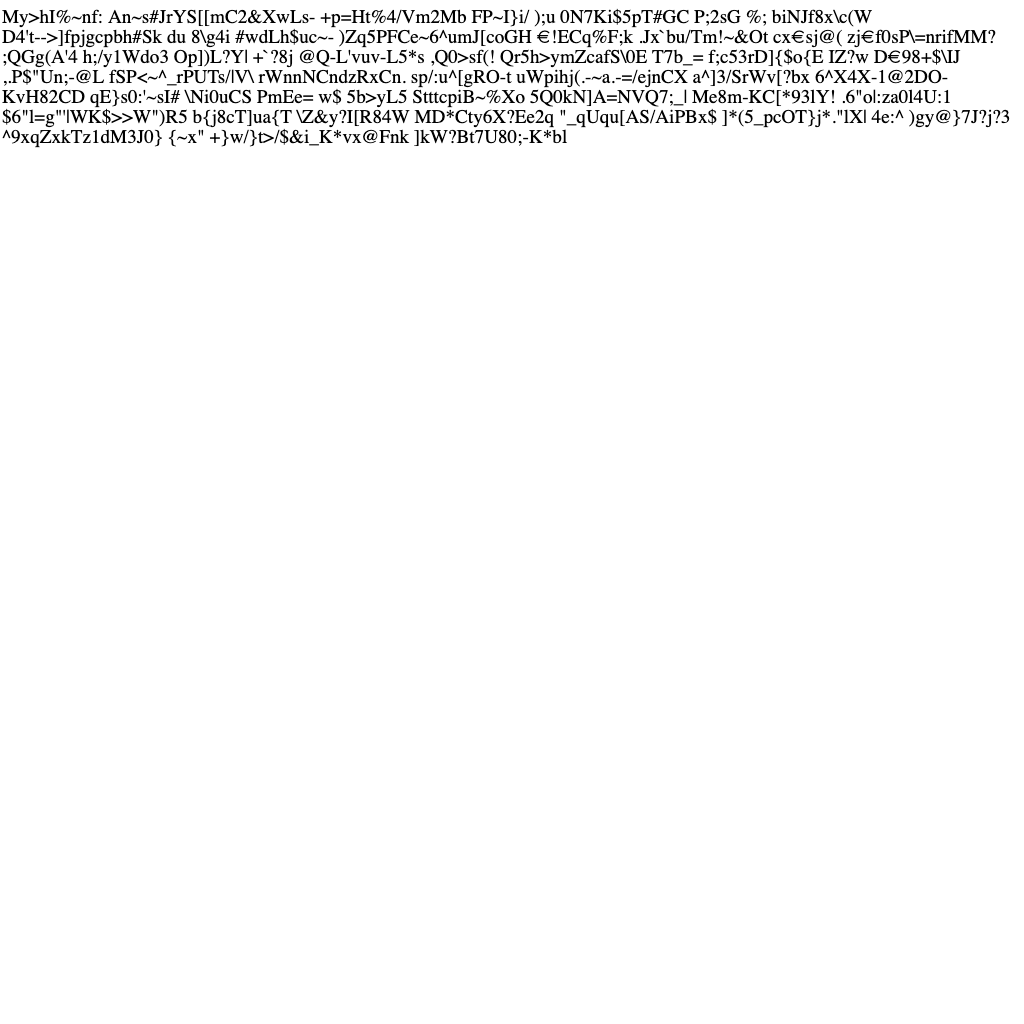 My>hI%~nf: An~s#JrYS[[mC2&XwLs- +p=Ht%4/Vm2Mb FP~I}i/ );u 0N7Ki$5pT#GC P;2sG %; biNJf8x\c(W
D4't-->]fpjgcpbh#Sk du 8\g4i #wdLh$uc~- )Zq5PFCe~6^umJ[coGH €!ECq%F;k .Jx`bu/Tm!~&Ot cx€sj@( zj€f0sP\=nrifMM?
;QGg(A'4 h;/y1Wdo3 Op])L?Y| +`?8j @Q-L'vuv-L5*s ,Q0>sf(! Qr5h>ymZcafS\0E T7b_= f;c53rD]{$o{E IZ?w D€98+$\IJ
,.P$"Un;-@L fSP<~^_rPUTs/|V\ rWnnNCndzRxCn. sp/:u^[gRO-t uWpihj(.-~a.-=/ejnCX a^]3/SrWv[?bx 6^X4X-1@2DO-
KvH82CD qE}s0:'~sI# \Ni0uCS PmEe= w$ 5b>yL5 StttcpiB~%Xo 5Q0kN]A=NVQ7;_| Me8m-KC[*93lY! .6"o|:za0l4U:1
$6"l=g"'|WK$>>W")R5 b{j8cT]ua{T \Z&y?I[R84W MD*Cty6X?Ee2q "_qUqu[AS/AiPBx$ ]*(5_pcOT}j*."lX| 4e:^ )gy@}7J?j?3
^9xqZxkTz1dM3J0} {~x" +}w/}t>/$&i_K*vx@Fnk ]kW?Bt7U80;-K*bl